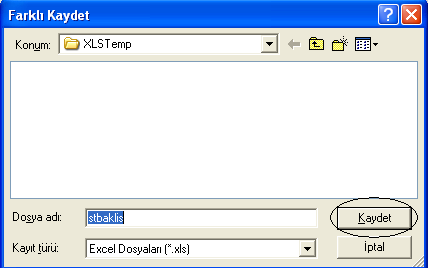 Farklı Kaydet
Konum: XLSTemp
Dosya adı: stbaklis Kaydet
Kayıt türü: Excel Dosyaları (*.xls) İptal